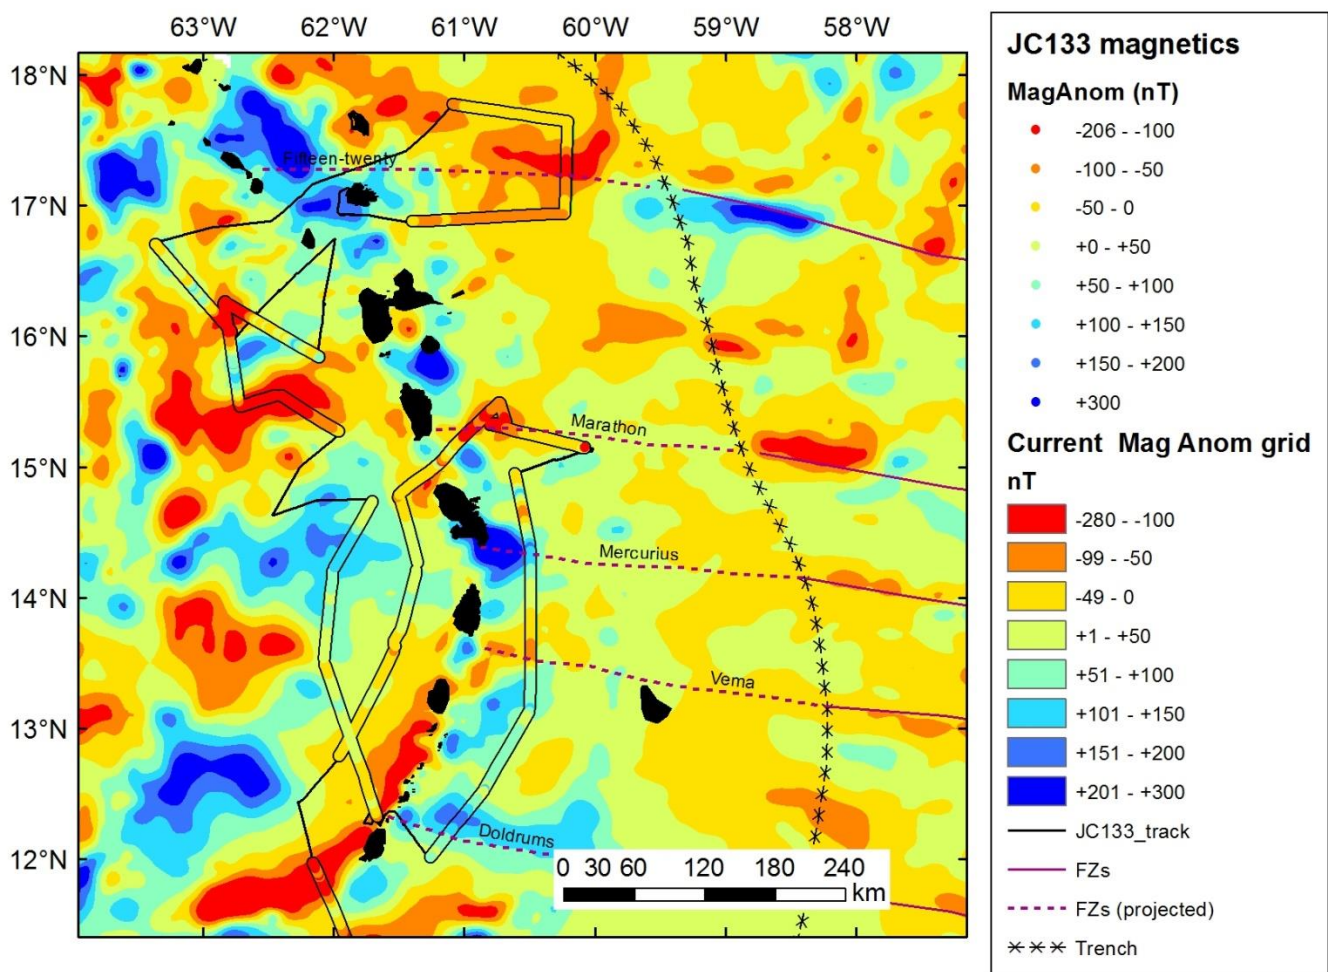 63°W 62°W 61°W 60°W 59°W 58°W
18°N
17°N
16°N
15°N
14°N
13°N
12°N
Fifteen-twenty
Marathon
Mercurius
Vema
Doldrums
0 30 60 120 180 240
km
JC133 magnetics
MagAnom (nT)
-206 - -100
-100 - -50
-50 - 0
+0 - +50
+50 - +100
+100 - +150
+150 - +200
+300
Current Mag Anom grid
nT
-280 - -100
-99 - -50
-49 - 0
+1 - +50
+51 - +100
+101 - +150
+151 - +200
+201 - +300
JC133_track
FZs
FZs (projected)
Trench